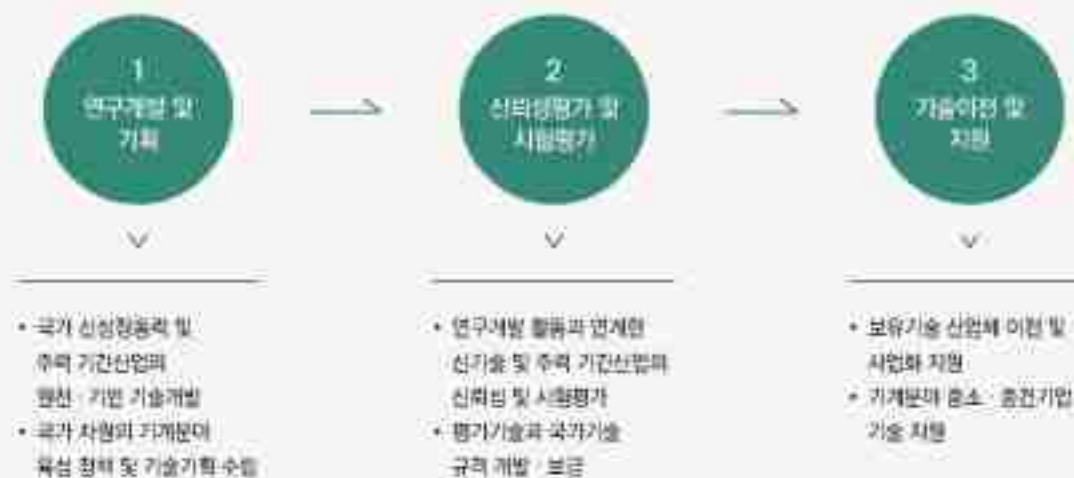 1
연구개발 및
기획
2
신뢰성평가 및
시험평가
3
기술이전 및
지원
• 국가 신성장동력 및
주력 기간산업의
원천 · 기반 기술개발
• 국가 차원의 기계분야
육성 정책 및 기술기획 수립
• 연구개발 활동과 연계한
신기술 및 주력 기간산업의
신뢰성 및 시험평가
• 평가기술과 국가기술
규격 개발 · 보급
• 보유기술 산업체 이전 및
사업화 지원
• 기계분야 중소 · 중견기업
기술 지원